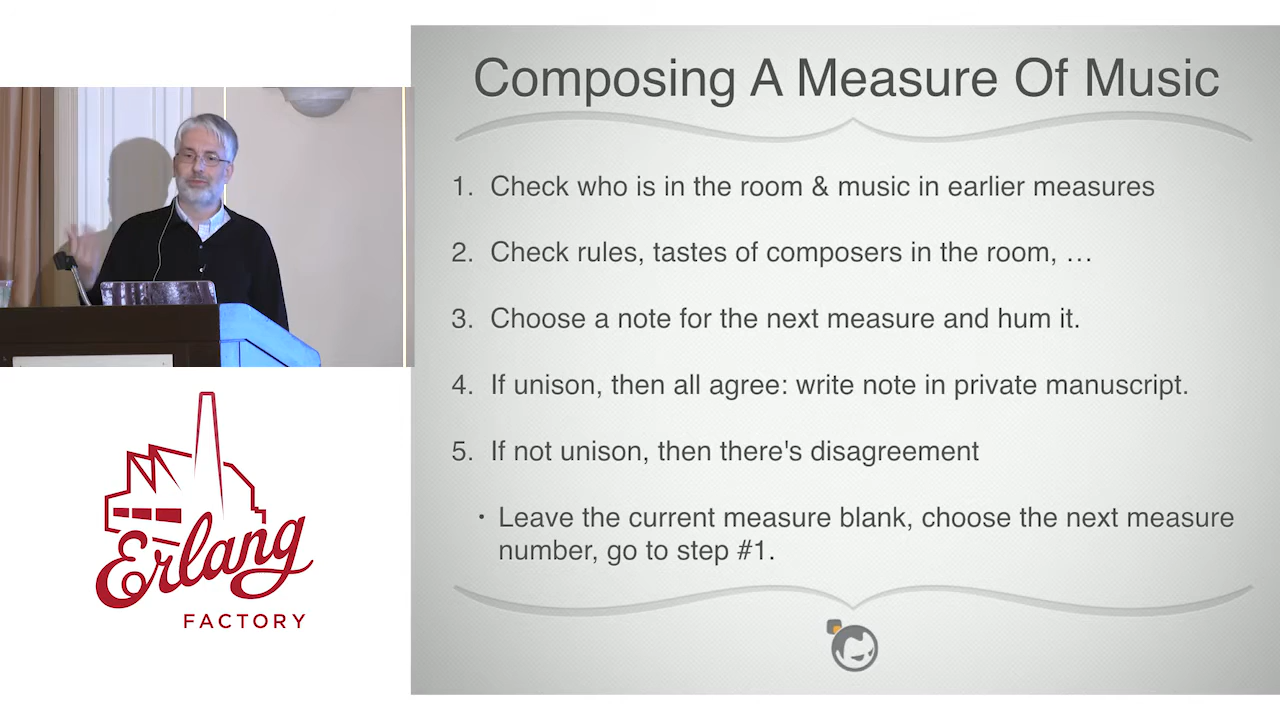 Composing A Measure Of Music
1. Check who is in the room & music in earlier measures
2. Check rules, tastes of composers in the room, …
3. Choose a note for the next measure and hum it.
4. If unison, then all agree: write note in private manuscript.
5. If not unison, then there's disagreement
· Leave the current measure blank, choose the next measure
number, go to step #1.
Erlang
FACTORY